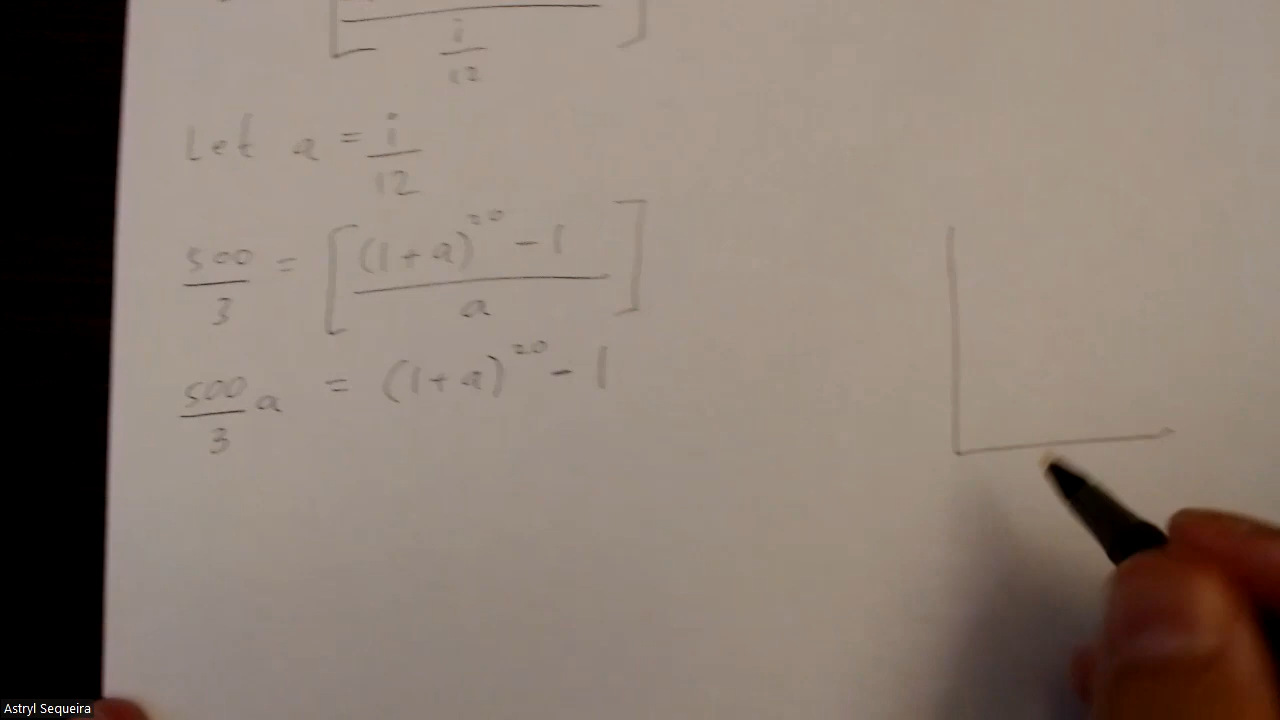 i
12
Let a = i/12
500/3 = [((1+a)^20 - 1)/a]
500/3 a = (1+a)^20 - 1
Astryl Sequeira